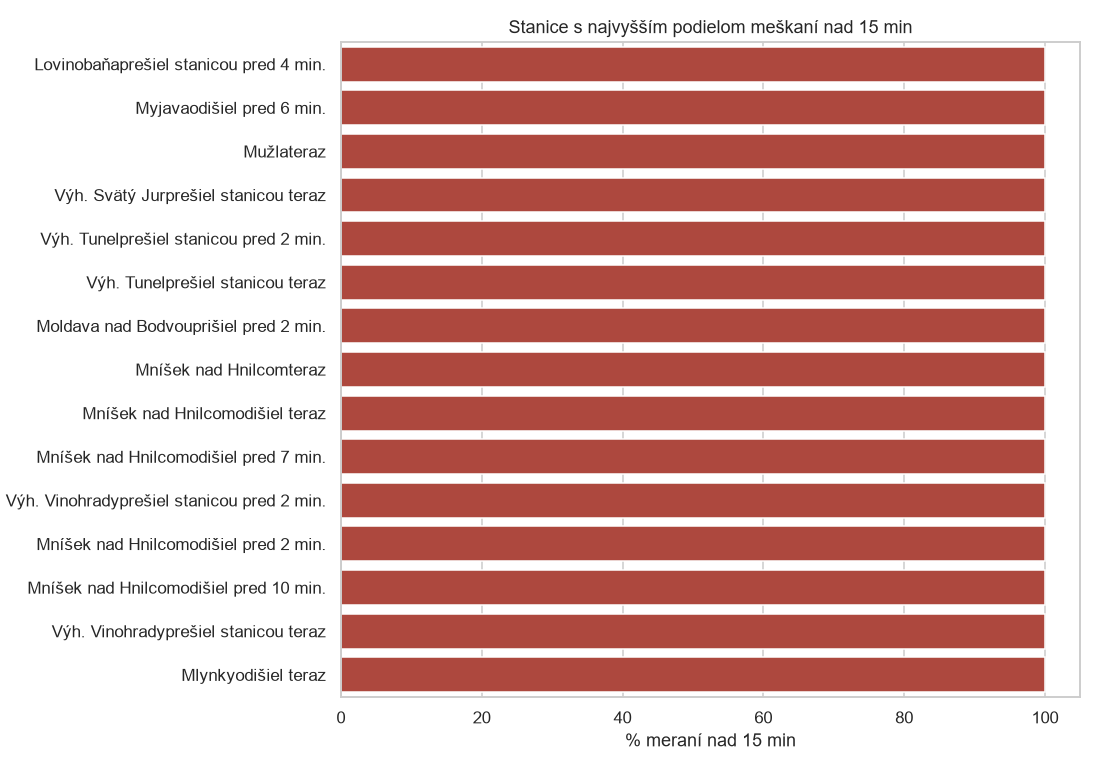 Stanice s najvyšším podielom meškaní nad 15 min
Lovinobaňaprešiel stanicou pred 4 min.
Myjavaodišiel pred 6 min.
Mužlateraz
Výh. Svätý Jurprešiel stanicou teraz
Výh. Tunelprešiel stanicou pred 2 min.
Výh. Tunelprešiel stanicou teraz
Moldava nad Bodvouprišiel pred 2 min.
Mníšek nad Hnilcomteraz
Mníšek nad Hnilcomodišiel teraz
Mníšek nad Hnilcomodišiel pred 7 min.
Výh. Vinohradyprešiel stanicou pred 2 min.
Mníšek nad Hnilcomodišiel pred 2 min.
Mníšek nad Hnilcomodišiel pred 10 min.
Výh. Vinohradyprešiel stanicou teraz
Mlynkyodišiel teraz
0 20 40 60 80 100
% meraní nad 15 min